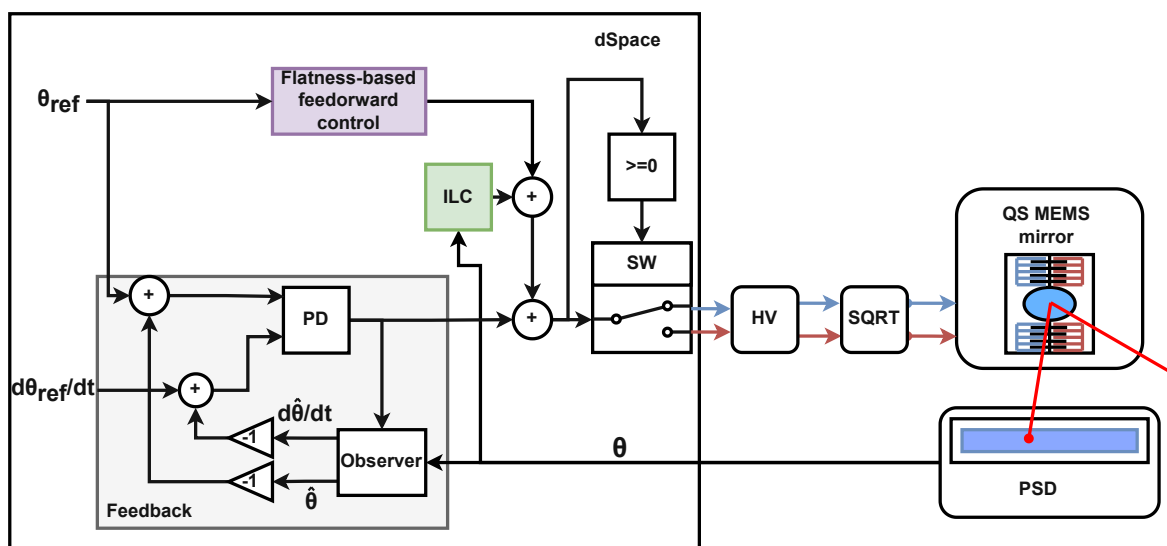 dSpace
θref
Flatness-based
feedorward
control
>=0
ILC
+
QS MEMS
mirror
SW
+
PD
+
HV
SQRT
dθref/dt
+
dθ̂/dt
-1
Observer
θ
-1
θ̂
Feedback
PSD